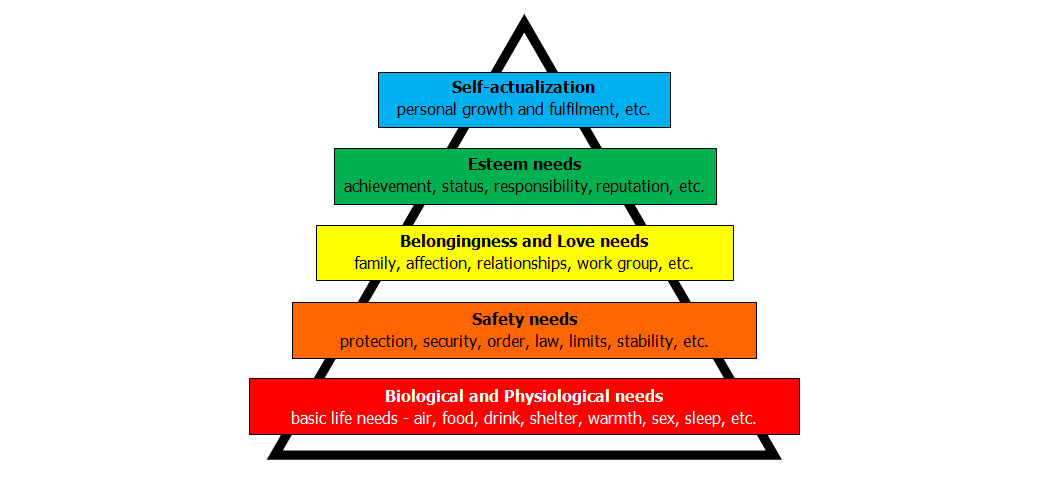 Self-actualization
personal growth and fulfilment, etc.
Esteem needs
achievement, status, responsibility, reputation, etc.
Belongingness and Love needs
family, affection, relationships, work group, etc.
Safety needs
protection, security, order, law, limits, stability, etc.
Biological and Physiological needs
basic life needs - air, food, drink, shelter, warmth, sex, sleep, etc.